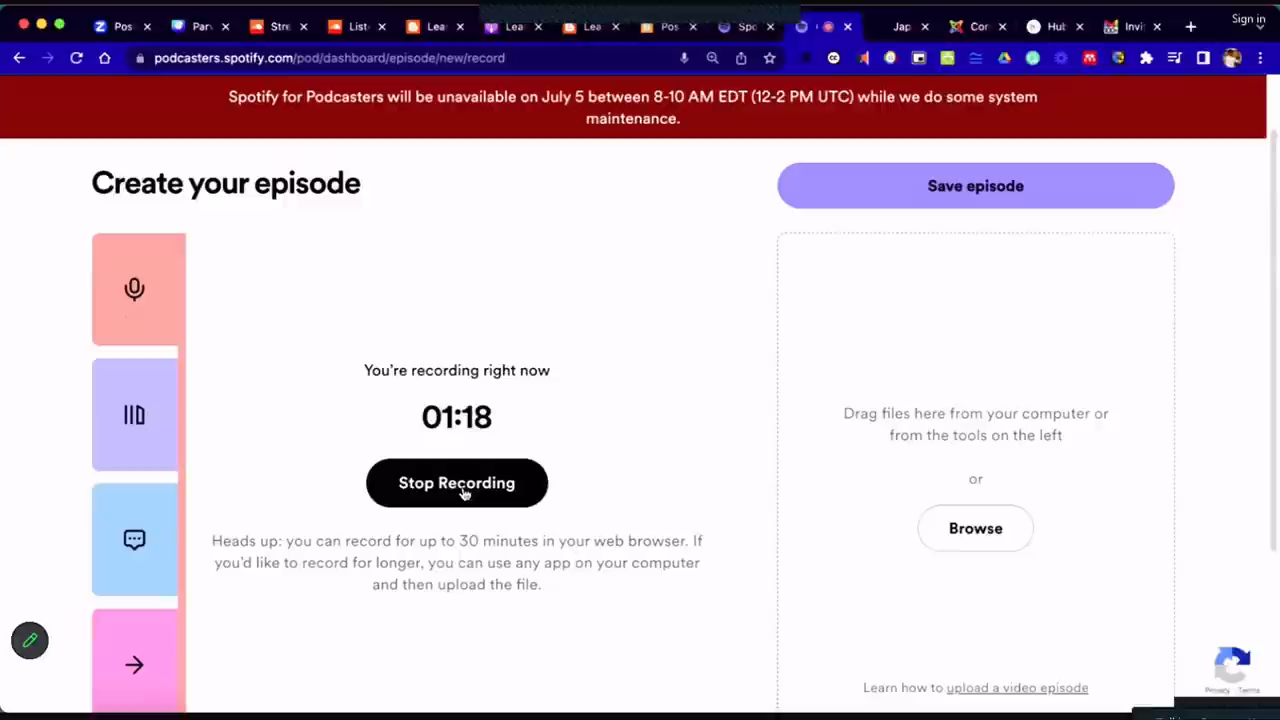 Pos Parv Stre List Lea Lea Lea Pos Spo Jap Cor Hub Invi Sign in
podcasters.spotify.com/pod/dashboard/episode/new/record
Spotify for Podcasters will be unavailable on July 5 between 8-10 AM EDT (12-2 PM UTC) while we do some system
maintenance.
Create your episode
Save episode
You're recording right now
01:18
Stop Recording
Heads up: you can record for up to 30 minutes in your web browser. If
you'd like to record for longer, you can use any app on your computer
and then upload the file.
Drag files here from your computer or
from the tools on the left
or
Browse
Learn how to upload a video episode
Privacy - Terms